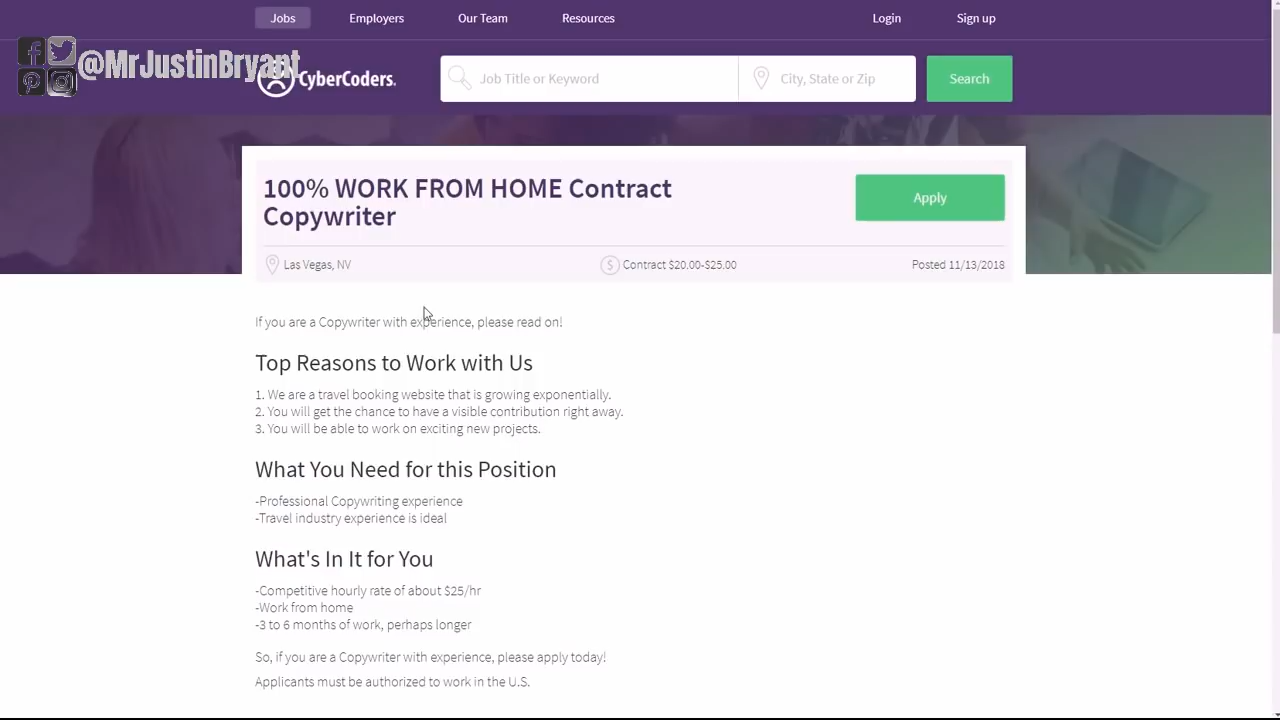 Jobs
Employers
Our Team
Resources
Login
Sign up
@MrJustinBryant
CyberCoders.
Job Title or Keyword
City, State or Zip
Search
100% WORK FROM HOME Contract
Copywriter
Apply
Las Vegas, NV
Contract $20.00-$25.00
Posted 11/13/2018
If you are a Copywriter with experience, please read on!
Top Reasons to Work with Us
1. We are a travel booking website that is growing exponentially.
2. You will get the chance to have a visible contribution right away.
3. You will be able to work on exciting new projects.
What You Need for this Position
-Professional Copywriting experience
-Travel industry experience is ideal
What's In It for You
-Competitive hourly rate of about $25/hr
-Work from home
-3 to 6 months of work, perhaps longer
So, if you are a Copywriter with experience, please apply today!
Applicants must be authorized to work in the U.S.